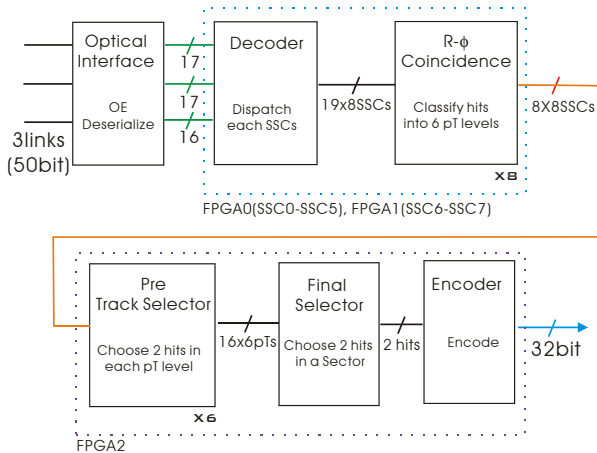 Optical
Interface
OE
Deserialize
3links
(50bit)
17
17
16
Decoder
Dispatch
each SSCs
19x8SSCs
R-ϕ
Coincidence
Classify hits
into 6 pT levels
X8
8X8SSCs
FPGA0(SSC0-SSC5), FPGA1(SSC6-SSC7)
Pre
Track Selector
Choose 2 hits in
each pT level
X6
16x6pTs
Final
Selector
Choose 2 hits
in a Sector
2 hits
Encoder
Encode
32bit
FPGA2